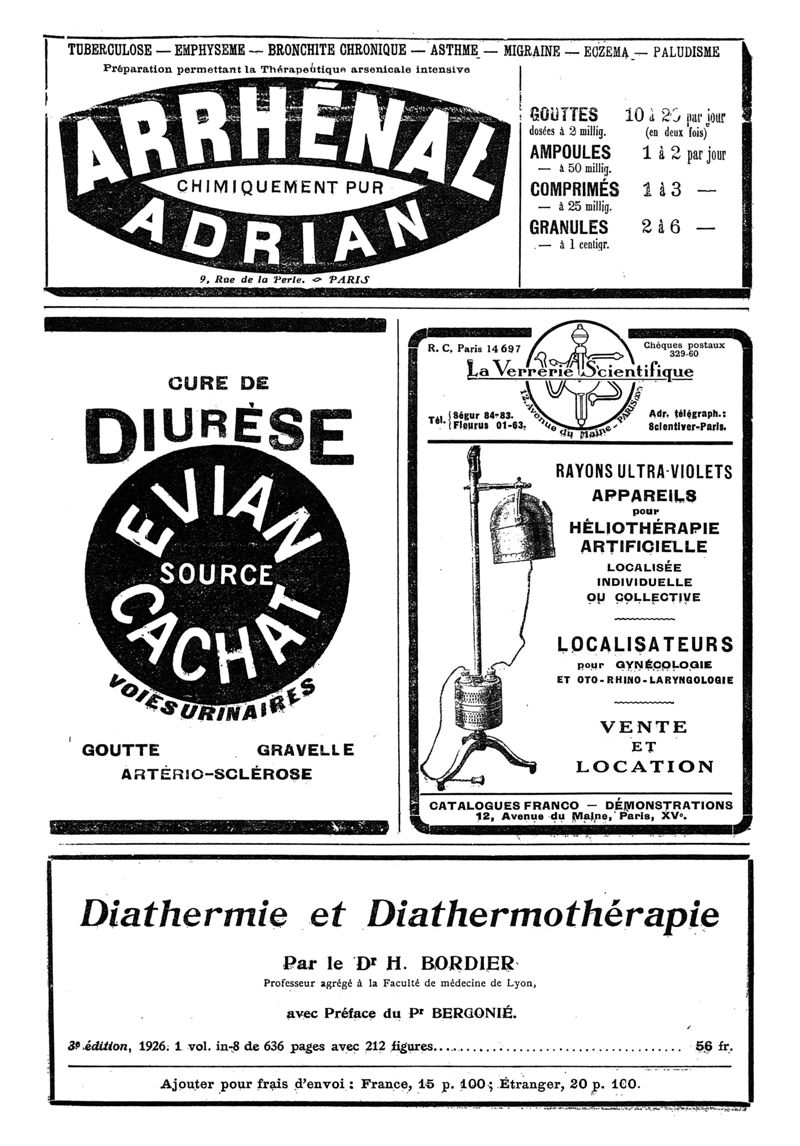 TUBERCULOSE — EMPHYSEME — BRONCHITE CHRONIQUE — ASTHME — MIGRAINE — ECZEMA — PALUDISME
Préparation permettant la Thérapeutique arsenicale intensive
ARRHÉNAL
CHIMIQUEMENT PUR
ADRIAN
9, Rue de la Perle. PARIS
GOUTTES 10 à 20 par jour
dosées à 2 millig. (en deux fois)
AMPOULES 1 à 2 par jour
— à 50 millig.
COMPRIMÉS 1 à 3 —
— à 25 millig.
GRANULES 2 à 6 —
— à 1 centigr.
CURE DE
DIURÈSE
EVIAN
SOURCE
CACHAT
VOIES URINAIRES
GOUTTE GRAVELLE
ARTÉRIO-SCLÉROSE
R. C. Paris 14 697
Chèques postaux
329-60
La Verrerie Scientifique
12, Avenue du Maine - PARIS XVe
Tél. { Ségur 84-83.
Fleurus 01-63.
Adr. télégraph.:
Scientiver-Paris.
RAYONS ULTRA-VIOLETS
APPAREILS
pour
HÉLIOTHÉRAPIE
ARTIFICIELLE
LOCALISÉE
INDIVIDUELLE
OU COLLECTIVE
LOCALISATEURS
pour GYNÉCOLOGIE
ET OTO-RHINO-LARYNGOLOGIE
VENTE
ET
LOCATION
CATALOGUES FRANCO — DÉMONSTRATIONS
12, Avenue du Maine, Paris, XVe.
Diathermie et Diathermothérapie
Par le Dr H. BORDIER
Professeur agrégé à la Faculté de médecine de Lyon,
avec Préface du Pr BERGONIÉ.
3e édition, 1926. 1 vol. in-8 de 636 pages avec 212 figures................................ 56 fr.
Ajouter pour frais d'envoi : France, 15 p. 100 ; Étranger, 20 p. 100.